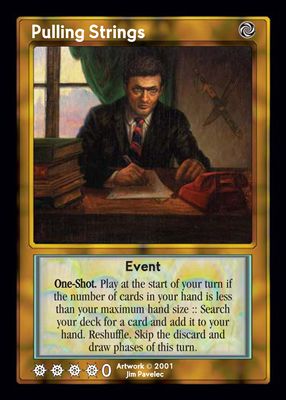 Pulling Strings
Event
One-Shot. Play at the start of your turn if
the number of cards in your hand is less
than your maximum hand size :: Search
your deck for a card and add it to your
hand. Reshuffle. Skip the discard and
draw phases of this turn.
0
Artwork © 2001
Jim Pavelec